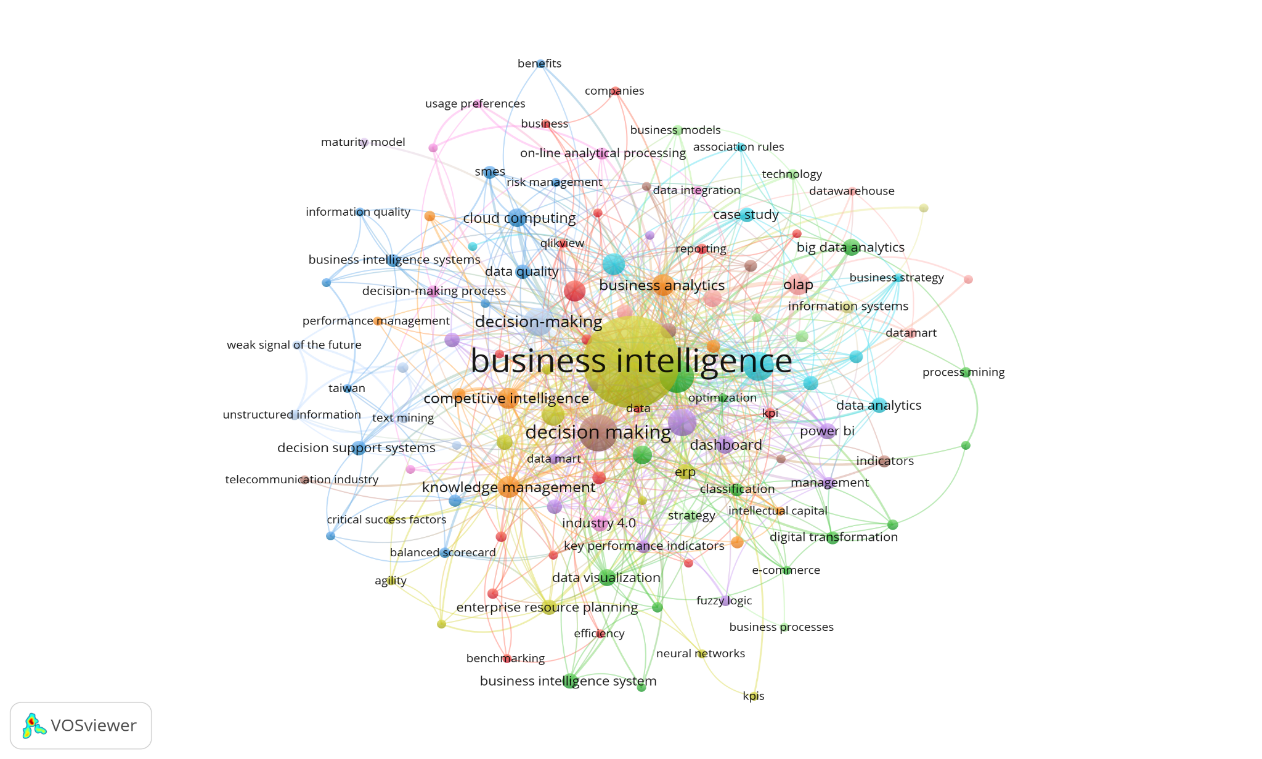 benefits
companies
usage preferences
business
business models
maturity model
on-line analytical processing
association rules
smes
risk management
data integration
technology
datawarehouse
information quality
cloud computing
case study
qlikview
reporting
big data analytics
business intelligence systems
data quality
business analytics
olap
business strategy
decision-making process
information systems
performance management
decision-making
datamart
weak signal of the future
business intelligence
process mining
taiwan
competitive intelligence
optimization
unstructured information
text mining
data
kpi
data analytics
decision making
power bi
decision support systems
dashboard
data mart
indicators
telecommunication industry
erp
knowledge management
classification
management
critical success factors
industry 4.0
strategy
intellectual capital
balanced scorecard
key performance indicators
digital transformation
agility
data visualization
e-commerce
enterprise resource planning
fuzzy logic
efficiency
business processes
benchmarking
neural networks
business intelligence system
kpis
VOSviewer